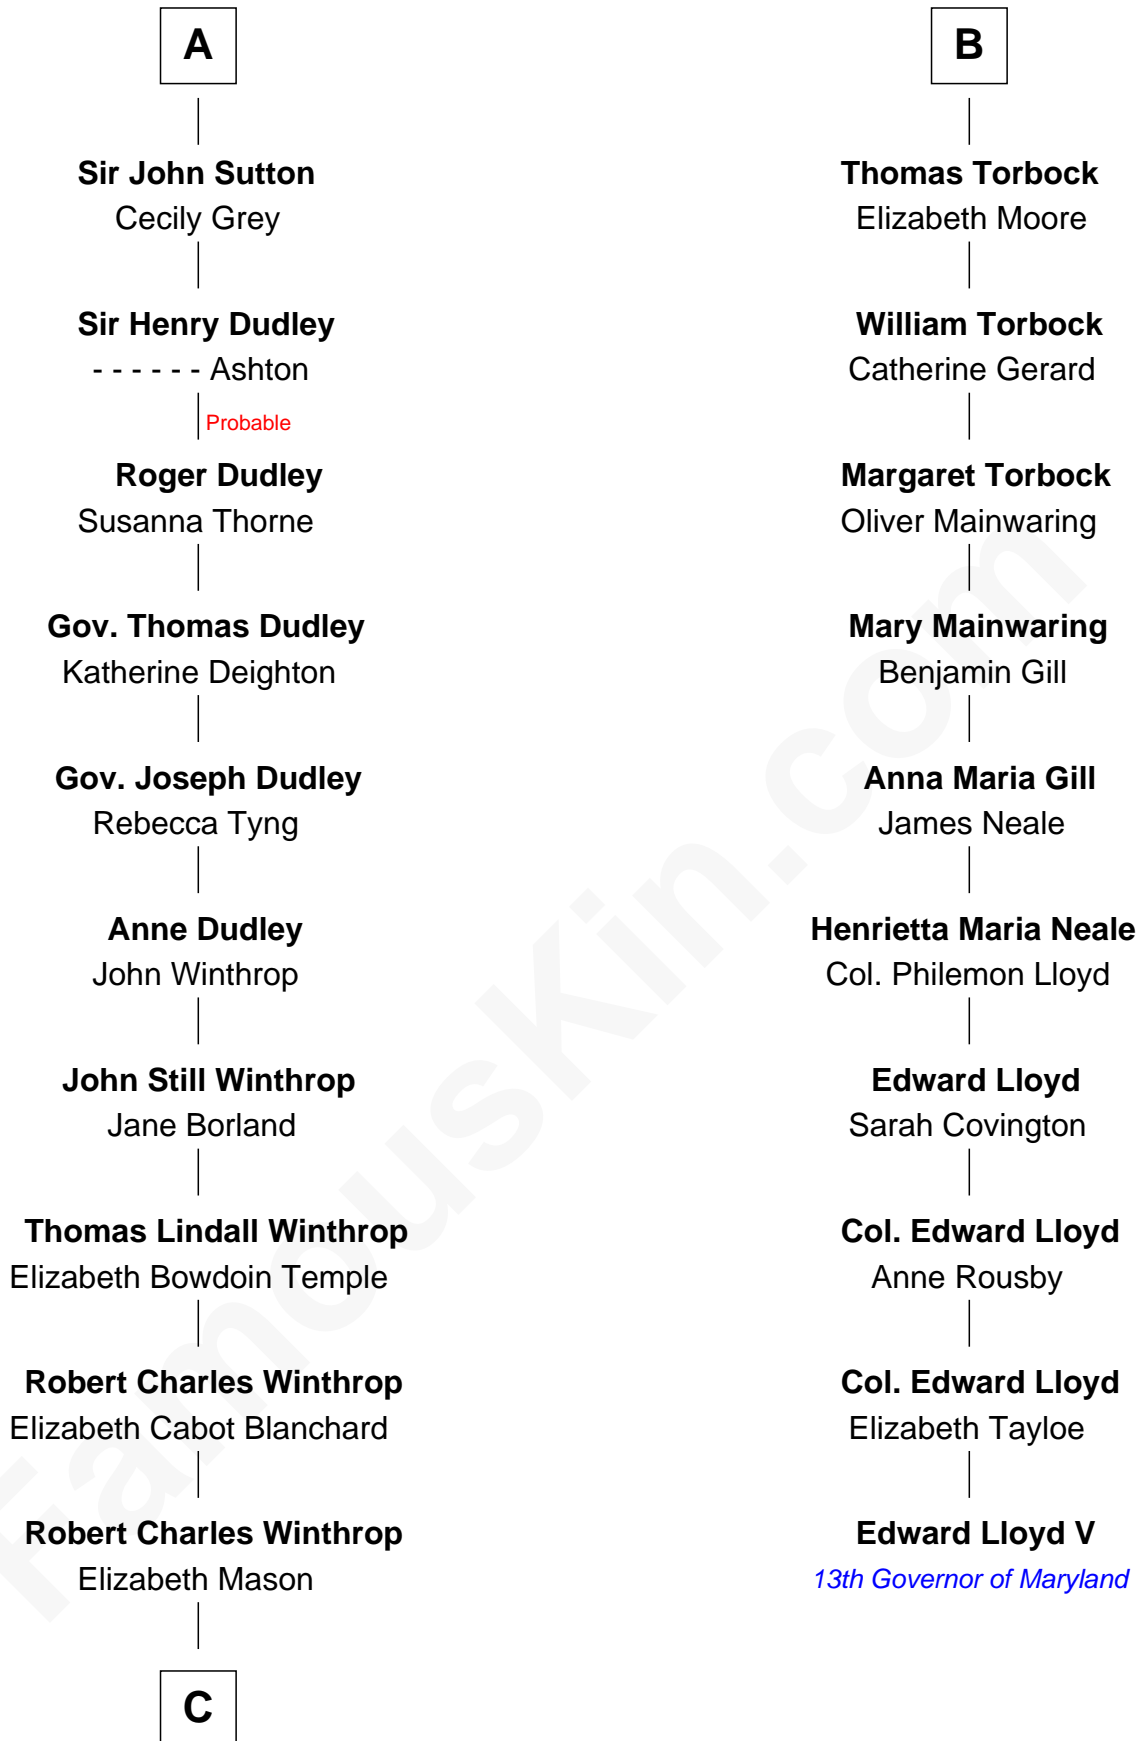 A
Sir John Sutton
Cecily Grey
Sir Henry Dudley
- - - - - - Ashton
Probable
Roger Dudley
Susanna Thorne
Gov. Thomas Dudley
Katherine Deighton
Gov. Joseph Dudley
Rebecca Tyng
Anne Dudley
John Winthrop
John Still Winthrop
Jane Borland
Thomas Lindall Winthrop
Elizabeth Bowdoin Temple
Robert Charles Winthrop
Elizabeth Cabot Blanchard
Robert Charles Winthrop
Elizabeth Mason
C
B
Thomas Torbock
Elizabeth Moore
William Torbock
Catherine Gerard
Margaret Torbock
Oliver Mainwaring
Mary Mainwaring
Benjamin Gill
Anna Maria Gill
James Neale
Henrietta Maria Neale
Col. Philemon Lloyd
Edward Lloyd
Sarah Covington
Col. Edward Lloyd
Anne Rousby
Col. Edward Lloyd
Elizabeth Tayloe
Edward Lloyd V
13th Governor of Maryland
FamousKin.com